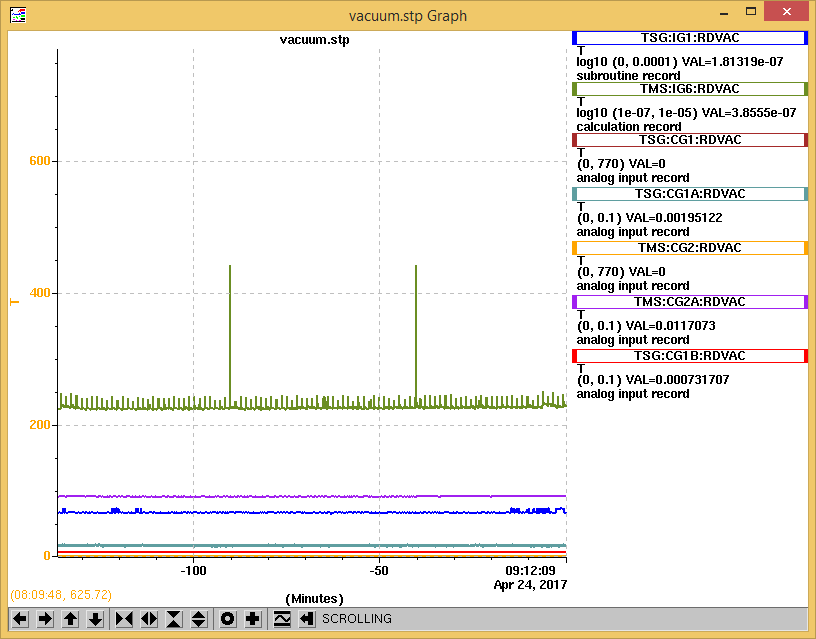 vacuum.stp Graph
vacuum.stp
600
400
T
200
0
-100
-50
09:12:09
Apr 24, 2017
(Minutes)
(08:09:48, 625.72)
SCROLLING
TSG:IG1:RDVAC
T
log10 (0, 0.0001) VAL=1.81319e-07
subroutine record
TMS:IG6:RDVAC
T
log10 (1e-07, 1e-05) VAL=3.8555e-07
calculation record
TSG:CG1:RDVAC
T
(0, 770) VAL=0
analog input record
TSG:CG1A:RDVAC
T
(0, 0.1) VAL=0.00195122
analog input record
TMS:CG2:RDVAC
T
(0, 770) VAL=0
analog input record
TMS:CG2A:RDVAC
T
(0, 0.1) VAL=0.0117073
analog input record
TSG:CG1B:RDVAC
T
(0, 0.1) VAL=0.000731707
analog input record